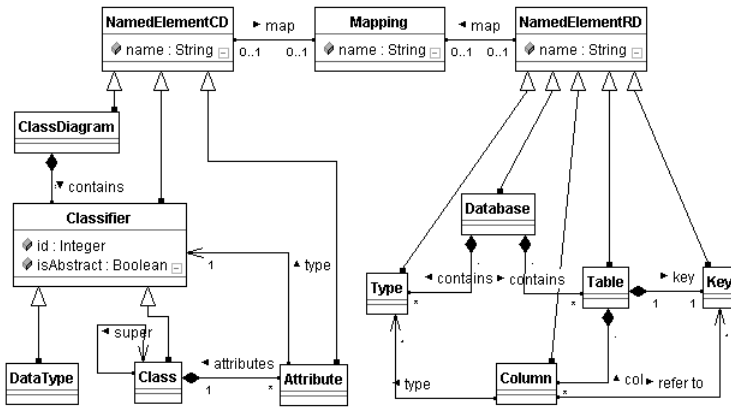 NamedElementCD
name : String
map
0..1
0..1
Mapping
name : String
map
0..1
0..1
NamedElementRD
name : String
ClassDiagram
contains
Classifier
id : Integer
isAbstract : Boolean
1
type
super
DataType
Class
attributes
1
*
Attribute
Database
contains
contains
*
*
Type
Table
key
1
1
Key
type
*
Column
col
*
refer to
*